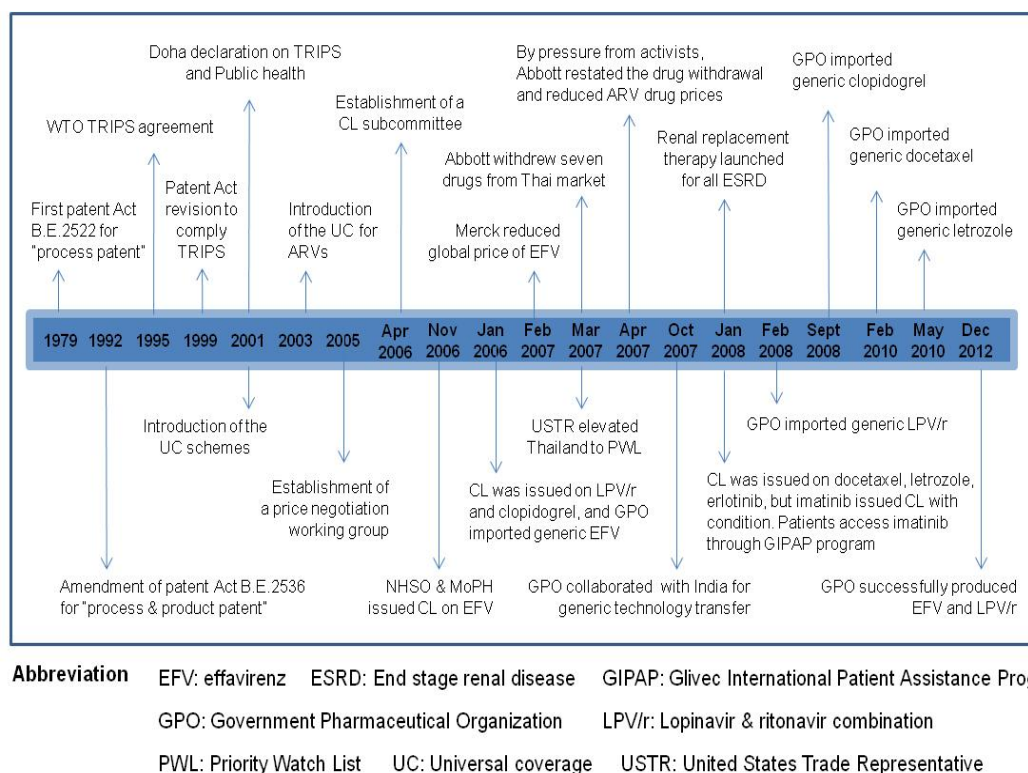 Doha declaration on TRIPS
and Public health
By pressure from activists,
Abbott restated the drug withdrawal
and reduced ARV drug prices
GPO imported
generic clopidogrel
WTO TRIPS agreement
Establishment of a
CL subcommittee
Abbott withdrew seven
drugs from Thai market
Renal replacement
therapy launched
for all ESRD
GPO imported
generic docetaxel
First patent Act
B.E.2522 for
"process patent"
Patent Act
revision to
comply
TRIPS
Introduction
of the UC for
ARVs
Merck reduced
global price of EFV
GPO imported
generic letrozole
1979 1992 1995 1999 2001 2003 2005 Apr 2006 Nov 2006 Jan 2006 Feb 2007 Mar 2007 Apr 2007 Oct 2007 Jan 2008 Feb 2008 Sept 2008 Feb 2010 May 2010 Dec 2012
Introduction of the
UC schemes
USTR elevated
Thailand to PWL
GPO imported generic LPV/r
Establishment of
a price negotiation
working group
CL was issued on LPV/r
and clopidogrel, and GPO
imported generic EFV
CL was issued on docetaxel, letrozole,
erlotinib, but imatinib issued CL with
condition. Patients access imatinib
through GIPAP program
Amendment of patent Act B.E.2536
for "process & product patent"
NHSO & MoPH
issued CL on EFV
GPO collaborated with India for
generic technology transfer
GPO successfully produced
EFV and LPV/r
Abbreviation EFV: effavirenz ESRD: End stage renal disease GIPAP: Glivec International Patient Assistance Pro
GPO: Government Pharmaceutical Organization LPV/r: Lopinavir & ritonavir combination
PWL: Priority Watch List UC: Universal coverage USTR: United States Trade Representative